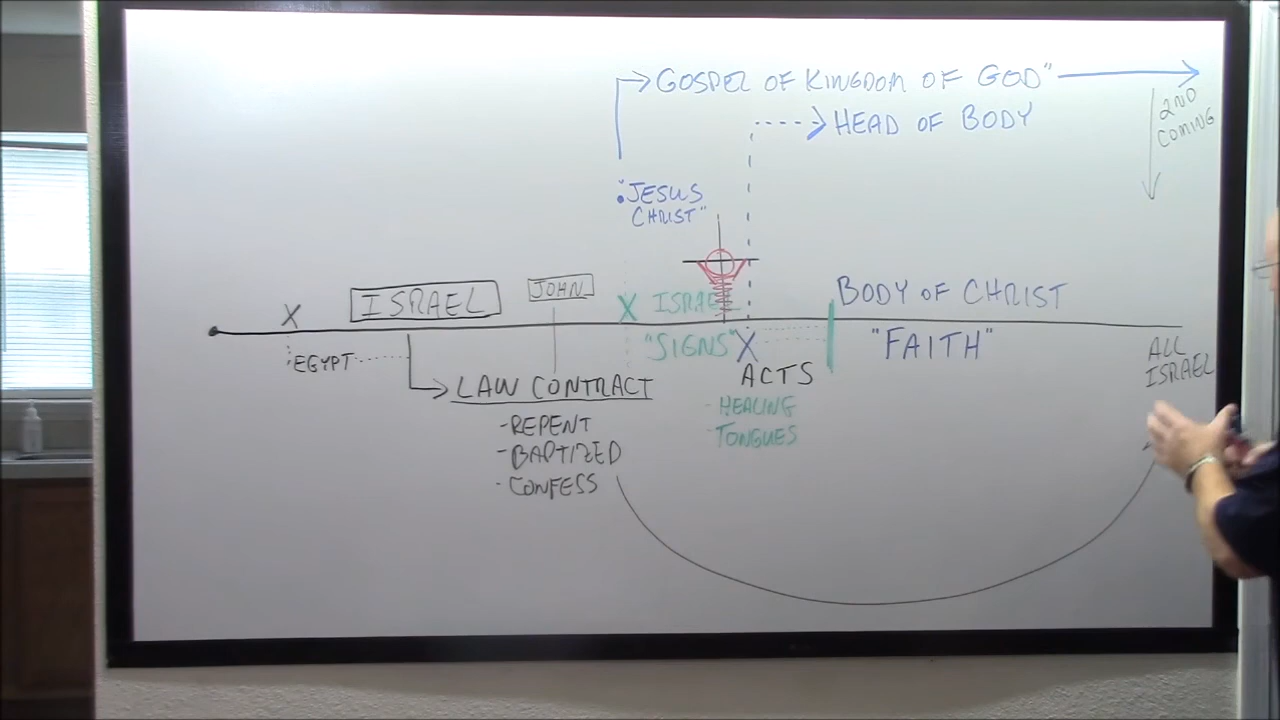 GOSPEL OF KINGDOM OF GOD"
HEAD OF BODY
2ND
COMING
"JESUS
CHRIST"
X
ISRAEL
JOHN
X ISRAEL
BODY OF CHRIST
EGYPT
"SIGNS" X
"FAITH"
ALL
ISRAEL
LAW CONTRACT
ACTS
-REPENT
-BAPTIZED
-CONFESS
-HEALING
-TONGUES